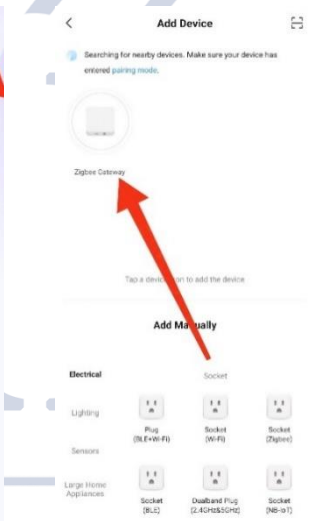 Add Device
Searching for nearby devices. Make sure your device has
entered pairing mode.
Zigbee Gateway
Tap a device icon to add the device
Add Manually
Electrical
Socket
Lighting
Plug
(BLE+Wi-Fi)
Socket
(Wi-Fi)
Socket
(Zigbee)
Sensors
Large Home
Appliances
Socket
(BLE)
Dualband Plug
(2.4GHz&5GHz)
Socket
(NB-IoT)